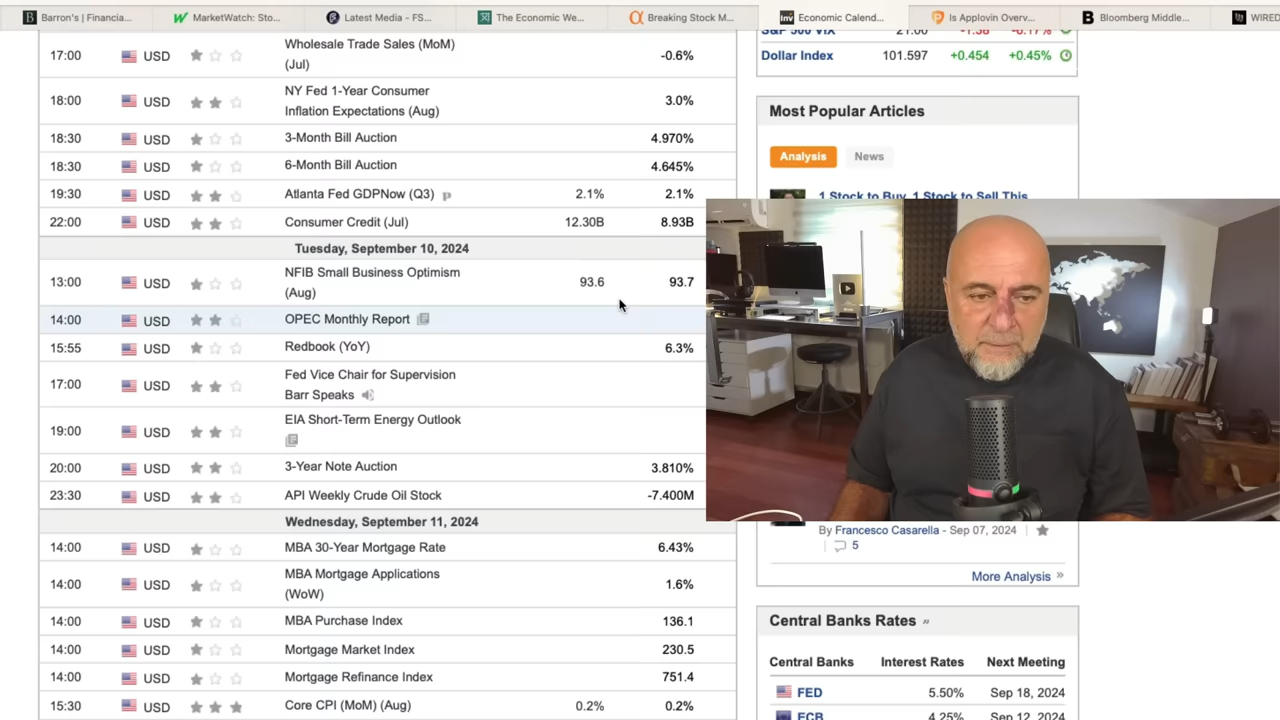 Barron's | Financia...
MarketWatch: Sto...
Latest Media - FS...
The Economic We...
Breaking Stock M...
Economic Calend...
Is Applovin Overv...
Bloomberg Middle...
WIRED
17:00 USD Wholesale Trade Sales (MoM) (Jul) -0.6%
18:00 USD NY Fed 1-Year Consumer Inflation Expectations (Aug) 3.0%
18:30 USD 3-Month Bill Auction 4.970%
18:30 USD 6-Month Bill Auction 4.645%
19:30 USD Atlanta Fed GDPNow (Q3) P 2.1% 2.1%
22:00 USD Consumer Credit (Jul) 12.30B 8.93B
Tuesday, September 10, 2024
13:00 USD NFIB Small Business Optimism (Aug) 93.6 93.7
14:00 USD OPEC Monthly Report
15:55 USD Redbook (YoY) 6.3%
17:00 USD Fed Vice Chair for Supervision Barr Speaks
19:00 USD EIA Short-Term Energy Outlook
20:00 USD 3-Year Note Auction 3.810%
23:30 USD API Weekly Crude Oil Stock -7.400M
Wednesday, September 11, 2024
14:00 USD MBA 30-Year Mortgage Rate 6.43%
14:00 USD MBA Mortgage Applications (WoW) 1.6%
14:00 USD MBA Purchase Index 136.1
14:00 USD Mortgage Market Index 230.5
14:00 USD Mortgage Refinance Index 751.4
15:30 USD Core CPI (MoM) (Aug) 0.2% 0.2%
S&P 500 VIX
Dollar Index 101.597 +0.454 +0.45%
Most Popular Articles
Analysis News
1 Stock to Buy, 1 Stock to Sell This
By Francesco Casarella - Sep 07, 2024
5
More Analysis »
Central Banks Rates »
Central Banks Interest Rates Next Meeting
FED 5.50% Sep 18, 2024
ECB 4.25% Sep 12, 2024